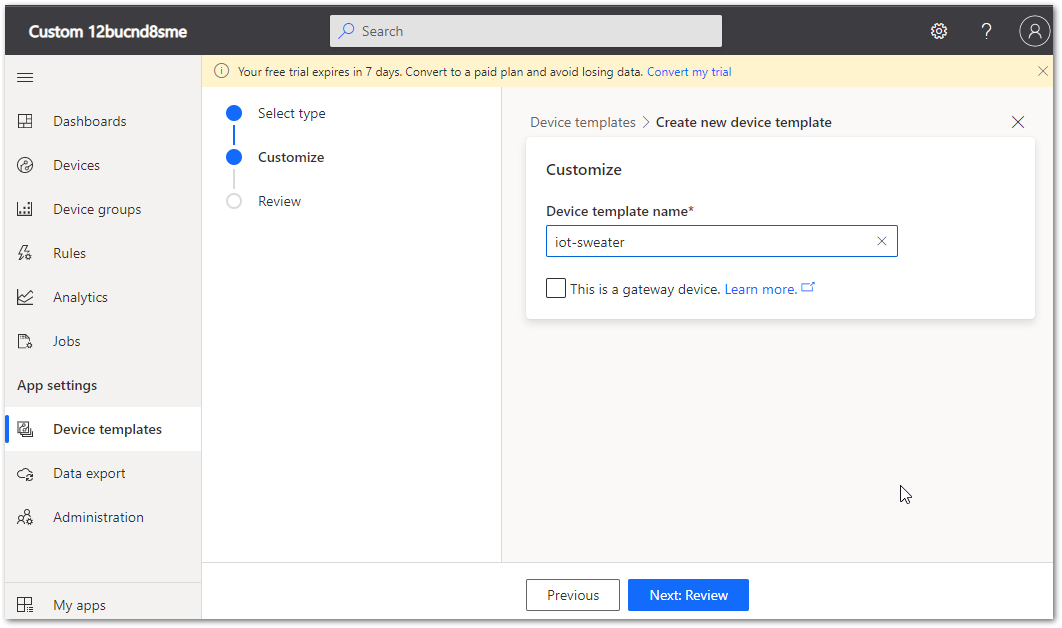 Custom 12bucnd8sme
Search
?
Your free trial expires in 7 days. Convert to a paid plan and avoid losing data. Convert my trial
Dashboards
Devices
Device groups
Rules
Analytics
Jobs
App settings
Device templates
Data export
Administration
My apps
Select type
Customize
Review
Device templates > Create new device template
Customize
Device template name*
iot-sweater
This is a gateway device. Learn more.
Previous
Next: Review